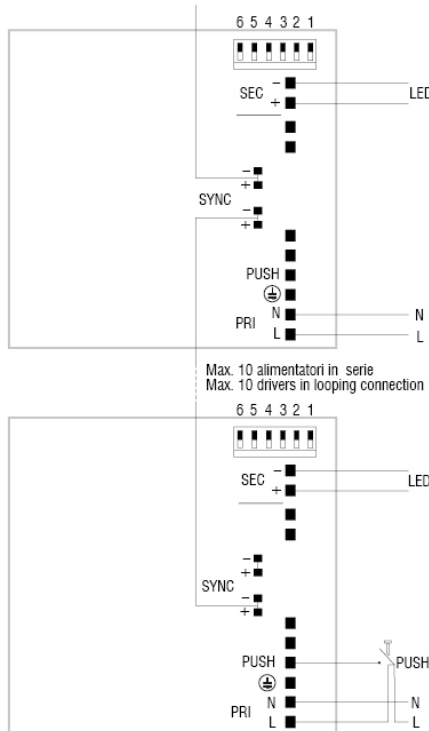 6 5 4 3 2 1
−
SEC
+
LED
−
+
SYNC
−
+
PUSH
N
N
PRI
L
L
Max. 10 alimentatori in serie
Max. 10 drivers in looping connection
6 5 4 3 2 1
−
SEC
+
LED
−
+
SYNC
−
+
PUSH
PUSH
N
N
PRI
L
L